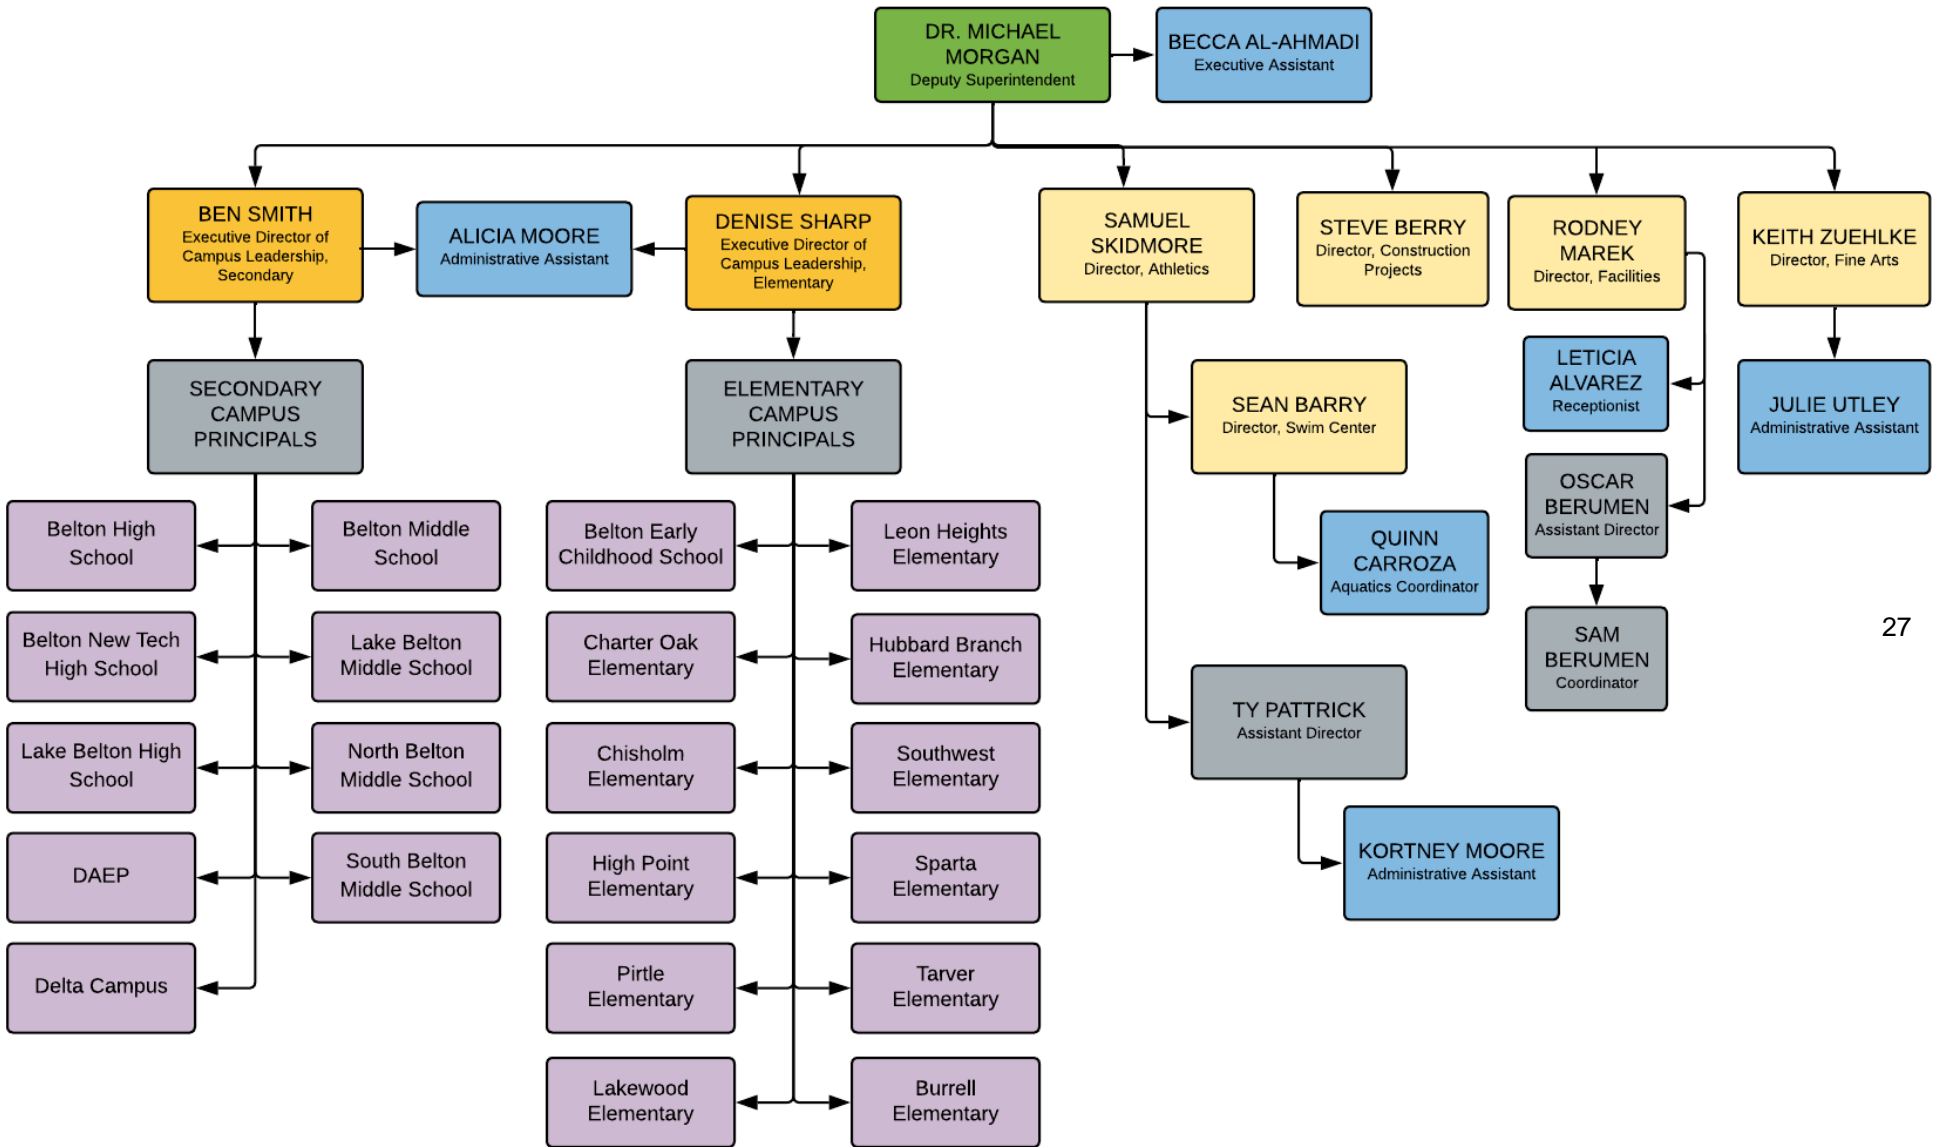 DR. MICHAEL
MORGAN
Deputy Superintendent
BECCA AL-AHMADI
Executive Assistant
BEN SMITH
Executive Director of
Campus Leadership,
Secondary
ALICIA MOORE
Administrative Assistant
DENISE SHARP
Executive Director of
Campus Leadership,
Elementary
SAMUEL
SKIDMORE
Director, Athletics
STEVE BERRY
Director, Construction
Projects
RODNEY
MAREK
Director, Facilities
KEITH ZUEHLKE
Director, Fine Arts
SECONDARY
CAMPUS
PRINCIPALS
ELEMENTARY
CAMPUS
PRINCIPALS
SEAN BARRY
Director, Swim Center
LETICIA
ALVAREZ
Receptionist
JULIE UTLEY
Administrative Assistant
OSCAR
BERUMEN
Assistant Director
QUINN
CARROZA
Aquatics Coordinator
SAM
BERUMEN
Coordinator
27
TY PATTRICK
Assistant Director
KORTNEY MOORE
Administrative Assistant
Belton High
School
Belton Middle
School
Belton New Tech
High School
Lake Belton
Middle School
Lake Belton High
School
North Belton
Middle School
DAEP
South Belton
Middle School
Delta Campus
Belton Early
Childhood School
Leon Heights
Elementary
Charter Oak
Elementary
Hubbard Branch
Elementary
Chisholm
Elementary
Southwest
Elementary
High Point
Elementary
Sparta
Elementary
Pirtle
Elementary
Tarver
Elementary
Lakewood
Elementary
Burrell
Elementary